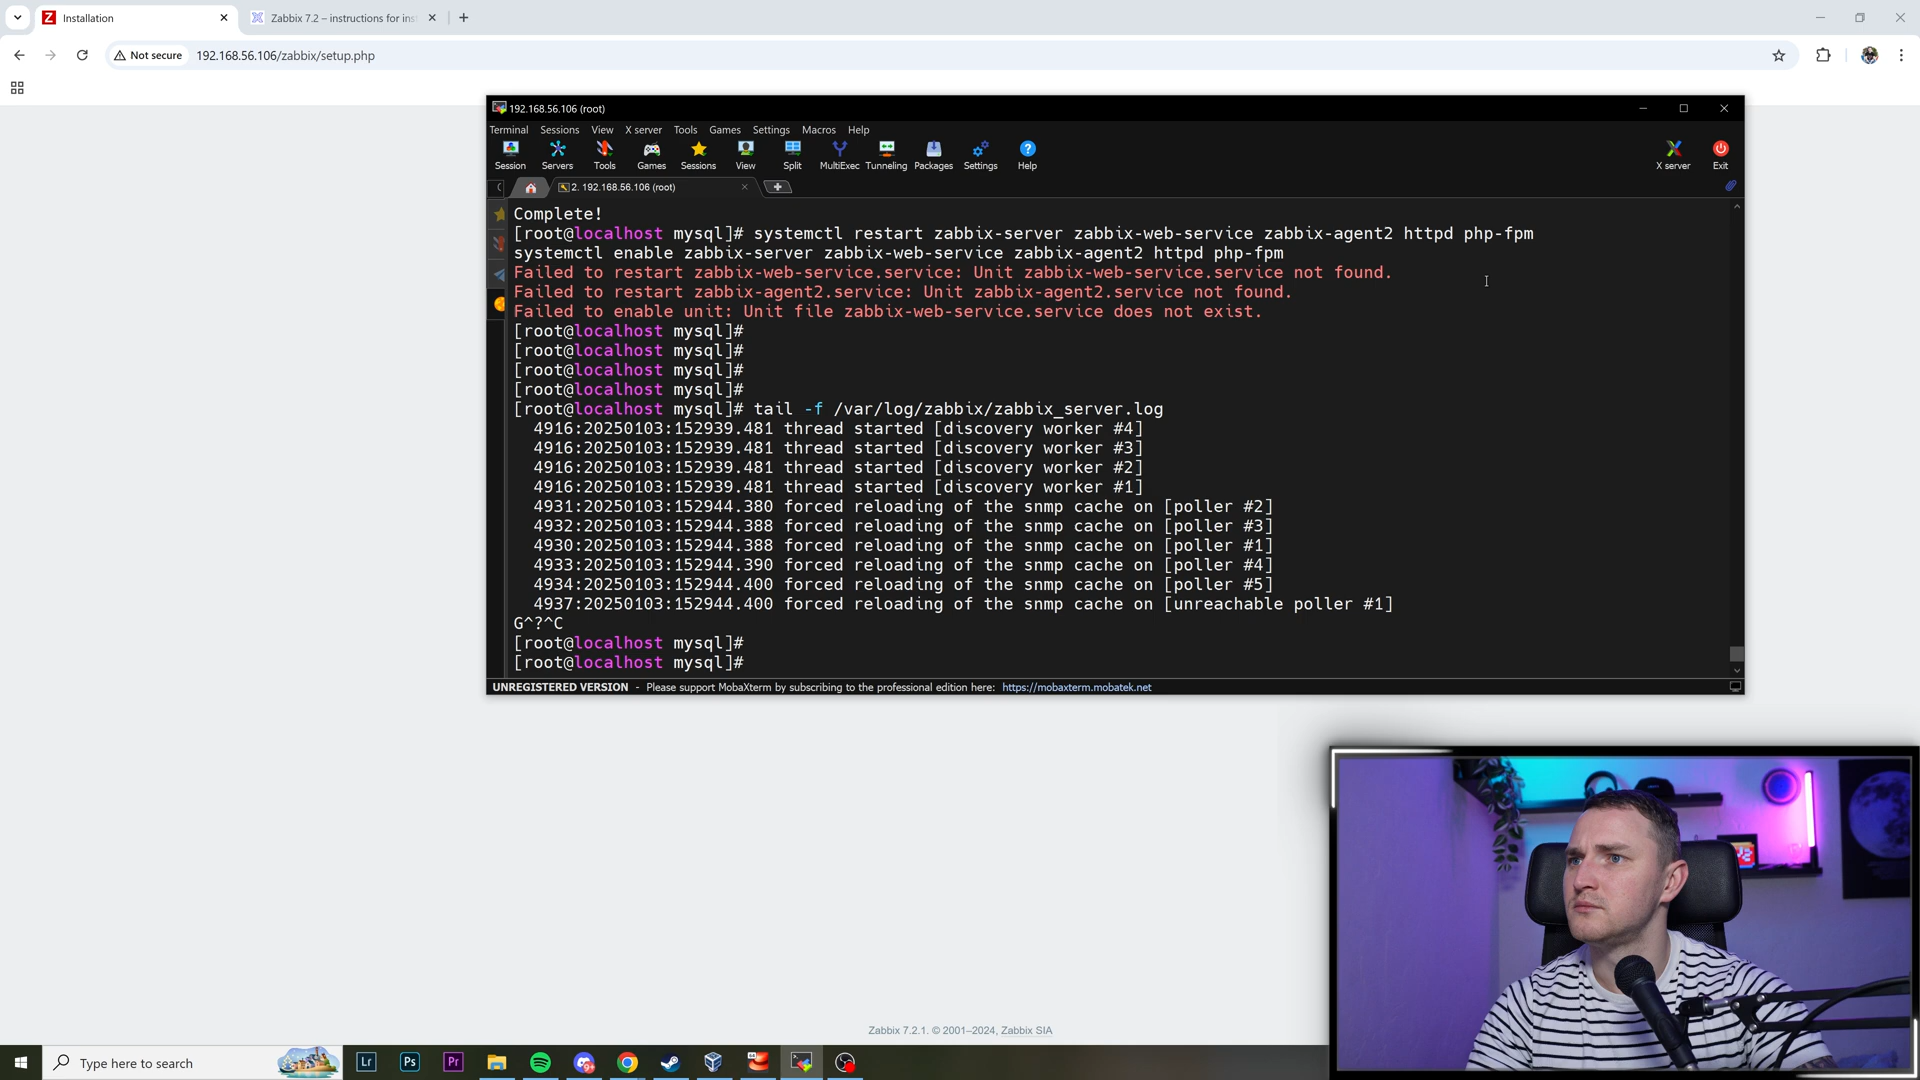 Installation
Zabbix 7.2 – instructions for ins
Not secure
192.168.56.106/zabbix/setup.php
192.168.56.106 (root)
Terminal Sessions View X server Tools Games Settings Macros Help
Session Servers Tools Games Sessions View Split MultiExec Tunneling Packages Settings Help X server Exit
2. 192.168.56.106 (root)
Complete!
[root@localhost mysql]# systemctl restart zabbix-server zabbix-web-service zabbix-agent2 httpd php-fpm
systemctl enable zabbix-server zabbix-web-service zabbix-agent2 httpd php-fpm
Failed to restart zabbix-web-service.service: Unit zabbix-web-service.service not found.
Failed to restart zabbix-agent2.service: Unit zabbix-agent2.service not found.
Failed to enable unit: Unit file zabbix-web-service.service does not exist.
[root@localhost mysql]#
[root@localhost mysql]#
[root@localhost mysql]#
[root@localhost mysql]#
[root@localhost mysql]# tail -f /var/log/zabbix/zabbix_server.log
4916:20250103:152939.481 thread started [discovery worker #4]
4916:20250103:152939.481 thread started [discovery worker #3]
4916:20250103:152939.481 thread started [discovery worker #2]
4916:20250103:152939.481 thread started [discovery worker #1]
4931:20250103:152944.380 forced reloading of the snmp cache on [poller #2]
4932:20250103:152944.388 forced reloading of the snmp cache on [poller #3]
4930:20250103:152944.388 forced reloading of the snmp cache on [poller #1]
4933:20250103:152944.390 forced reloading of the snmp cache on [poller #4]
4934:20250103:152944.400 forced reloading of the snmp cache on [poller #5]
4937:20250103:152944.400 forced reloading of the snmp cache on [unreachable poller #1]
G^?^C
[root@localhost mysql]#
[root@localhost mysql]#
UNREGISTERED VERSION - Please support MobaXterm by subscribing to the professional edition here: https://mobaxterm.mobatek.net
Zabbix 7.2.1. © 2001–2024, Zabbix SIA
Type here to search
Lr Ps Pr